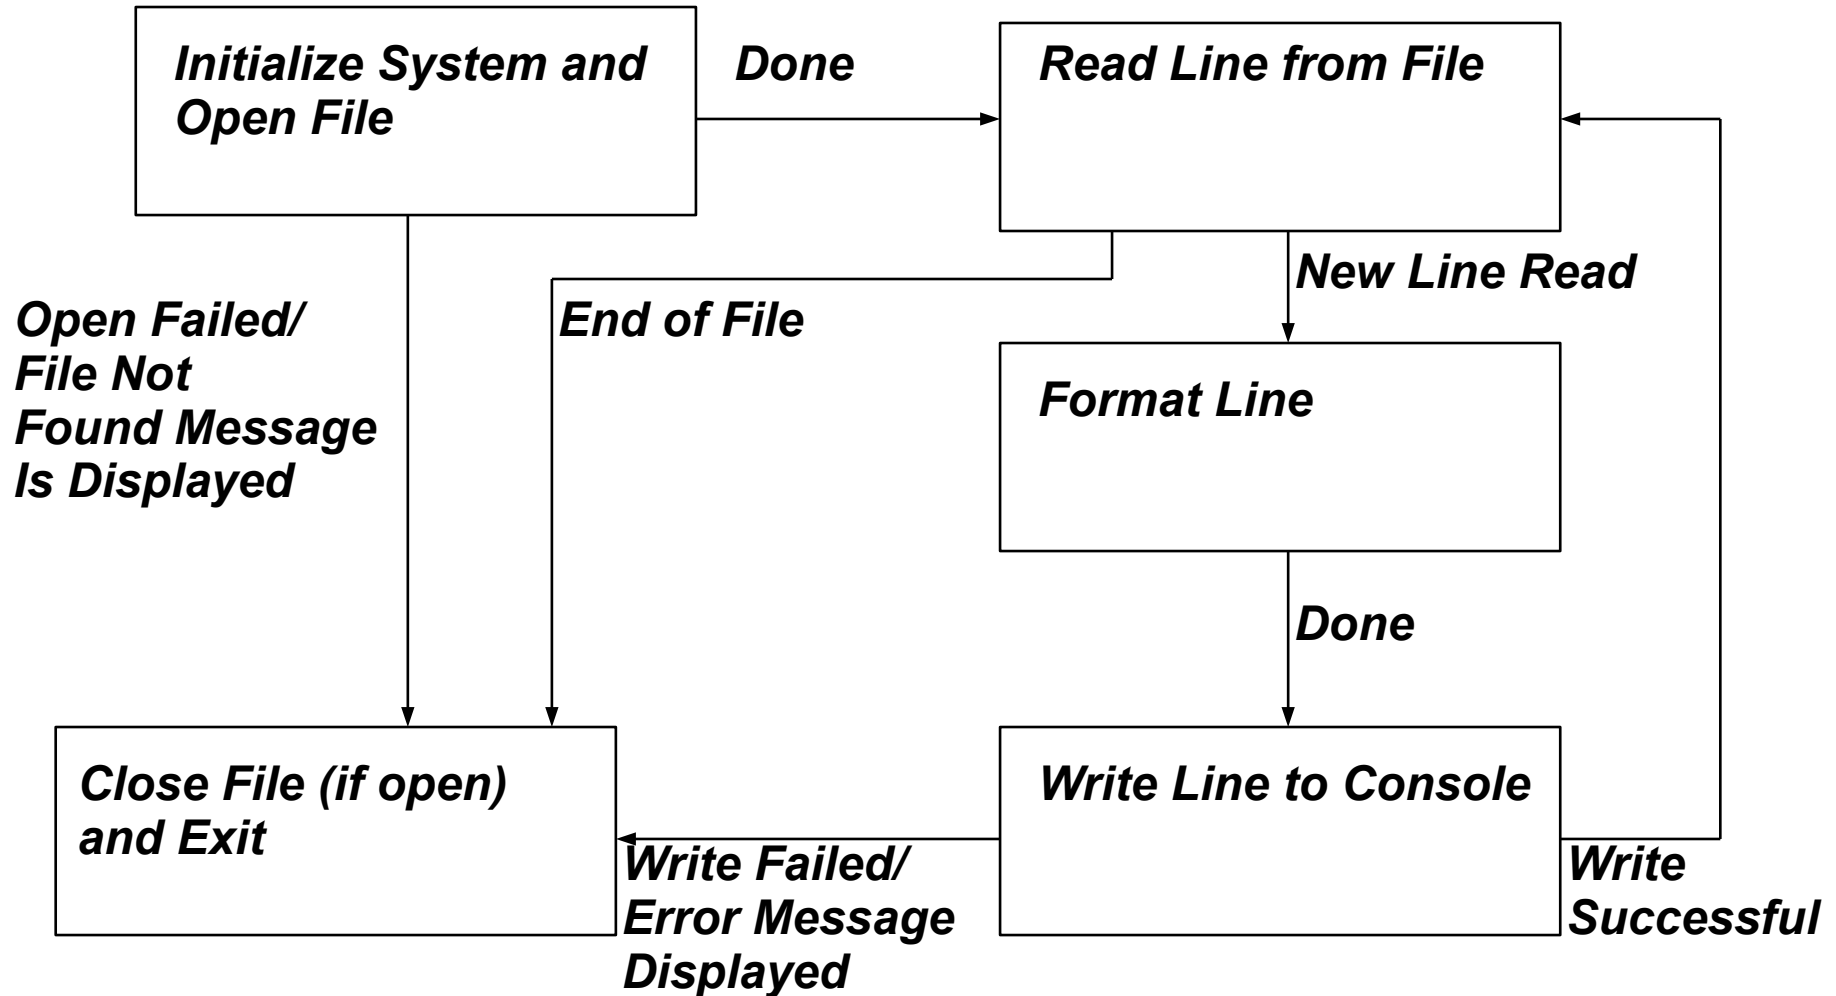 Initialize System and
Open File
Done
Read Line from File
New Line Read
Open Failed/
File Not
Found Message
Is Displayed
End of File
Format Line
Done
Close File (if open)
and Exit
Write Line to Console
Write Failed/
Error Message
Displayed
Write
Successful